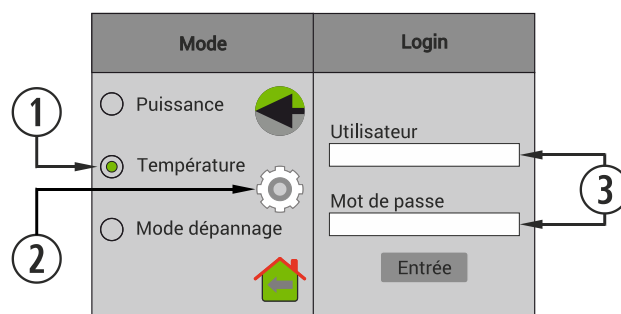 Mode
Login
1
Puissance
Température
2
Mode dépannage
Utilisateur
Mot de passe
3
Entrée